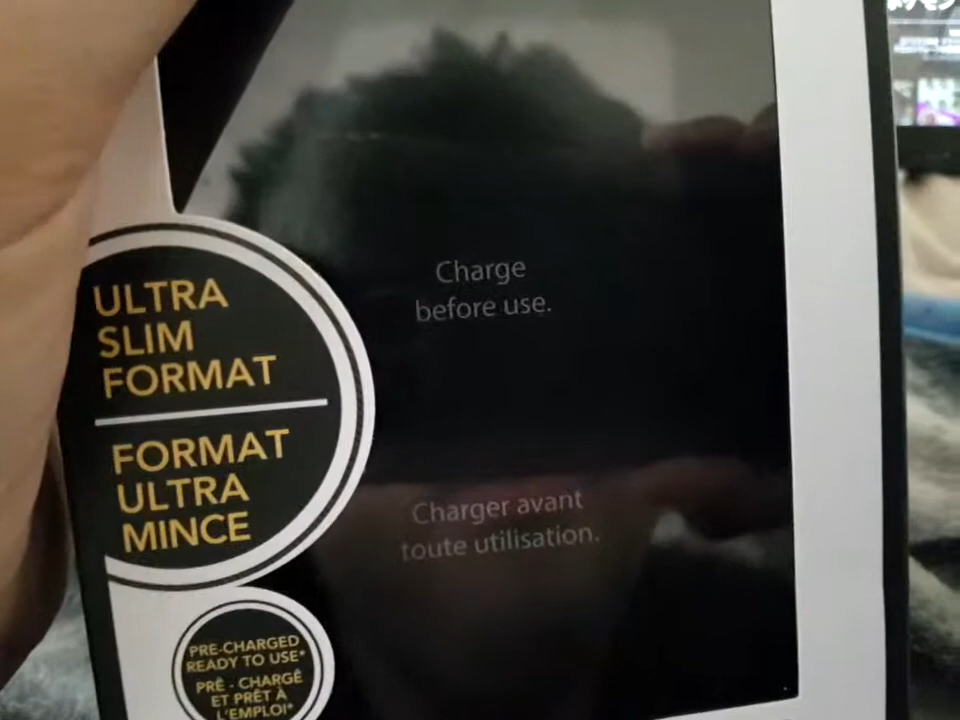 Charge
before use.
ULTRA
SLIM
FORMAT
FORMAT
ULTRA
MINCE
Charger avant
toute utilisation.
PRE-CHARGED
READY TO USE*
PRÉ - CHARGÉ
ET PRÊT À
L'EMPLOI*